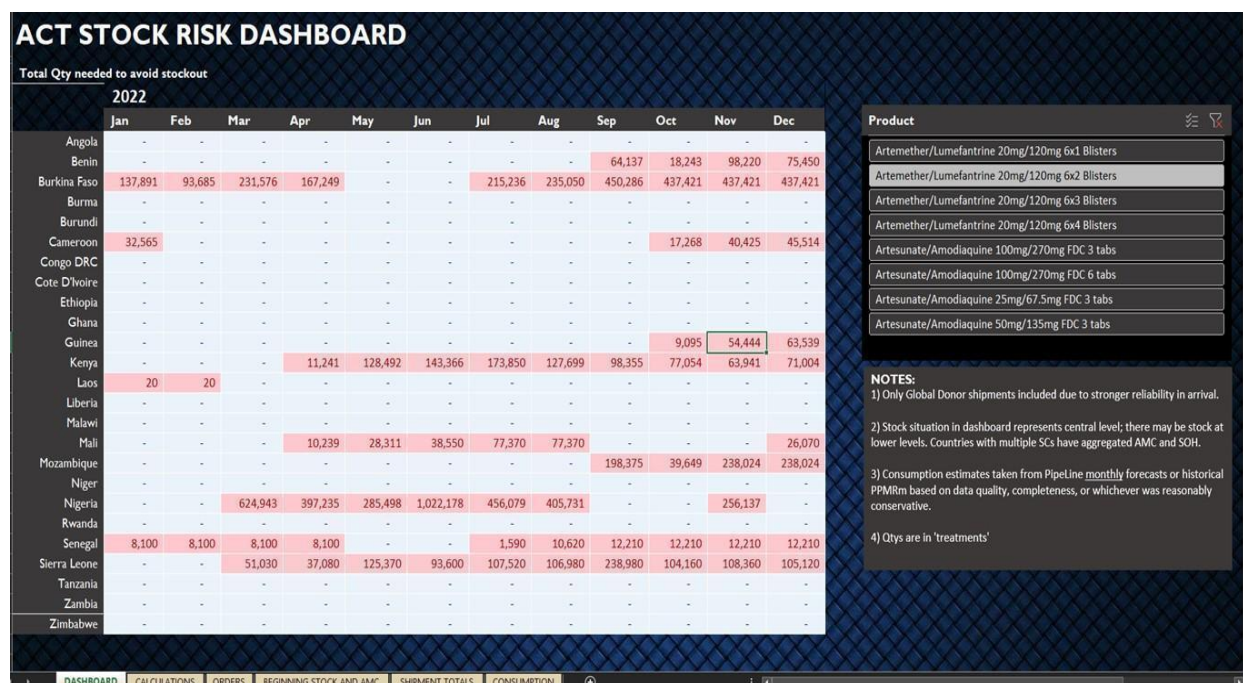 ACT STOCK RISK DASHBOARD
Total Qty needed to avoid stockout
2022
Jan Feb Mar Apr May Jun Jul Aug Sep Oct Nov Dec
Angola - - - - - - - - - - - -
Benin - - - - - - - - 64,137 18,243 98,220 75,450
Burkina Faso 137,891 93,685 231,576 167,249 - - 215,236 235,050 450,286 437,421 437,421 437,421
Burma - - - - - - - - - - - -
Burundi - - - - - - - - - - - -
Cameroon 32,565 - - - - - - - - 17,268 40,425 45,514
Congo DRC - - - - - - - - - - - -
Cote D'Ivoire - - - - - - - - - - - -
Ethiopia - - - - - - - - - - - -
Ghana - - - - - - - - - - - -
Guinea - - - - - - - - - 9,095 54,444 63,539
Kenya - - - 11,241 128,492 143,366 173,850 127,699 98,355 77,054 63,941 71,004
Laos 20 20 - - - - - - - - - -
Liberia - - - - - - - - - - - -
Malawi - - - - - - - - - - - -
Mali - - - 10,239 28,311 38,550 77,370 77,370 - - - 26,070
Mozambique - - - - - - - - 198,375 39,649 238,024 238,024
Niger - - - - - - - - - - - -
Nigeria - - 624,943 397,235 285,498 1,022,178 456,079 405,731 - - 256,137 -
Rwanda - - - - - - - - - - - -
Senegal 8,100 8,100 8,100 8,100 - - 1,590 10,620 12,210 12,210 12,210 12,210
Sierra Leone - - 51,030 37,080 125,370 93,600 107,520 106,980 238,980 104,160 108,360 105,120
Tanzania - - - - - - - - - - - -
Zambia - - - - - - - - - - - -
Zimbabwe - - - - - - - - - - - -
Product
Artemether/Lumefantrine 20mg/120mg 6x1 Blisters
Artemether/Lumefantrine 20mg/120mg 6x2 Blisters
Artemether/Lumefantrine 20mg/120mg 6x3 Blisters
Artemether/Lumefantrine 20mg/120mg 6x4 Blisters
Artesunate/Amodiaquine 100mg/270mg FDC 3 tabs
Artesunate/Amodiaquine 100mg/270mg FDC 6 tabs
Artesunate/Amodiaquine 25mg/67.5mg FDC 3 tabs
Artesunate/Amodiaquine 50mg/135mg FDC 3 tabs
NOTES:
1) Only Global Donor shipments included due to stronger reliability in arrival.
2) Stock situation in dashboard represents central level; there may be stock at
lower levels. Countries with multiple SCs have aggregated AMC and SOH.
3) Consumption estimates taken from PipeLine monthly forecasts or historical
PPMRm based on data quality, completeness, or whichever was reasonably
conservative.
4) Qtys are in 'treatments'
DASHBOARD CALCULATIONS ORDERS BEGINNING STOCK AND AMC SHIPMENT TOTALS CONSUMPTION